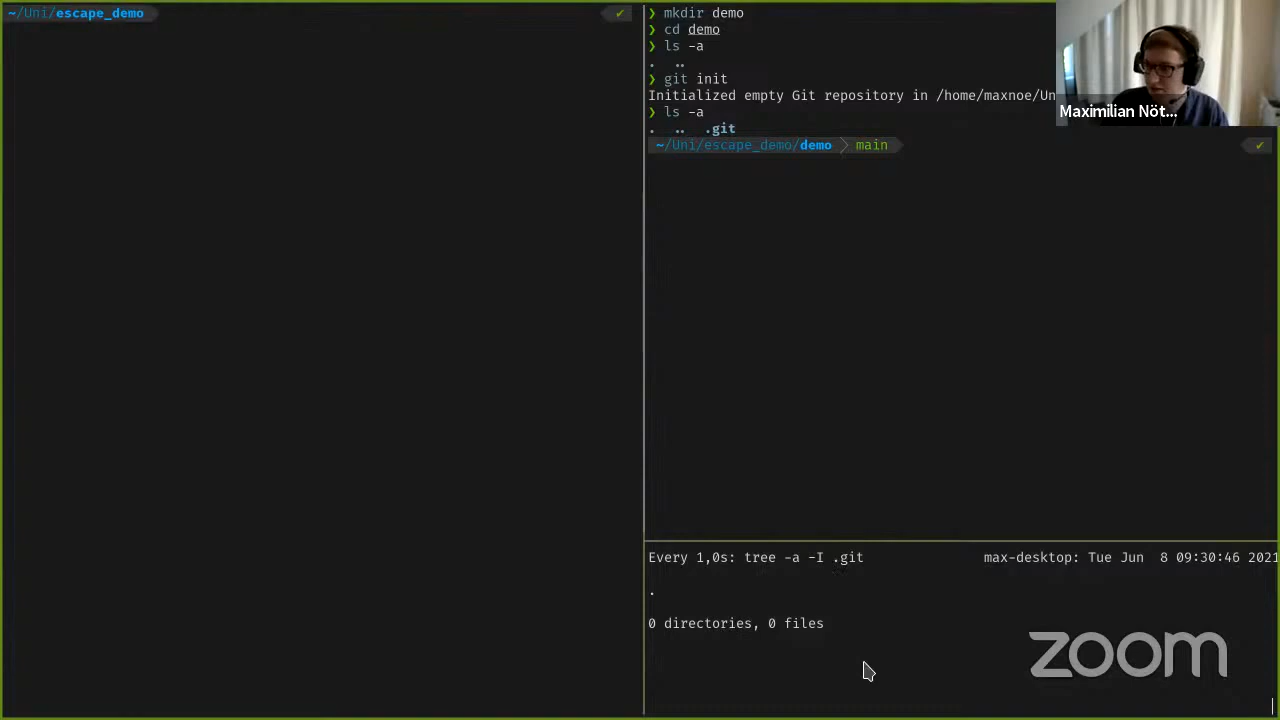 ~/Uni/escape_demo ✔
❯ mkdir demo
❯ cd demo
❯ ls -a
. ..
❯ git init
Initialized empty Git repository in /home/maxnoe/Un
❯ ls -a
. .. .git
~/Uni/escape_demo/demo main ✔
Maximilian Nöt...
Every 1,0s: tree -a -I .git max-desktop: Tue Jun 8 09:30:46 2021
.
0 directories, 0 files
zoom